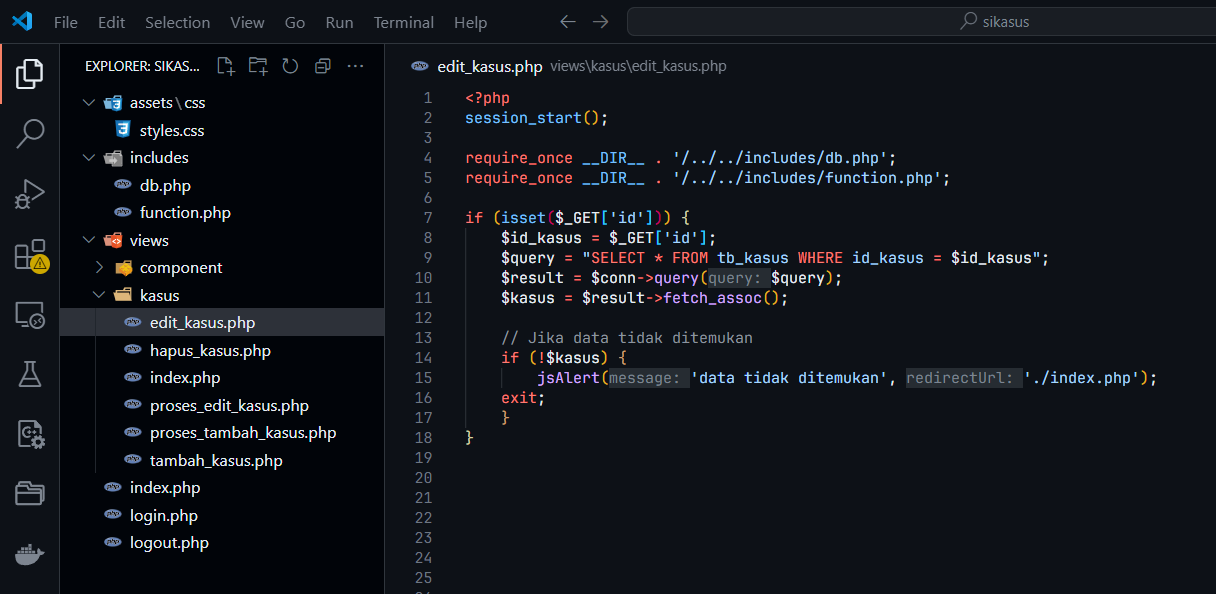 File Edit Selection View Go Run Terminal Help
sikasus
EXPLORER: SIKAS...
assets\css
styles.css
includes
db.php
function.php
views
component
kasus
edit_kasus.php
hapus_kasus.php
index.php
proses_edit_kasus.php
proses_tambah_kasus.php
tambah_kasus.php
index.php
login.php
logout.php
edit_kasus.php views\kasus\edit_kasus.php
1 <?php
2 session_start();
3
4 require_once __DIR__ . '/../../includes/db.php';
5 require_once __DIR__ . '/../../includes/function.php';
6
7 if (isset($_GET['id'])) {
8     $id_kasus = $_GET['id'];
9     $query = "SELECT * FROM tb_kasus WHERE id_kasus = $id_kasus";
10     $result = $conn->query(query: $query);
11     $kasus = $result->fetch_assoc();
12
13     // Jika data tidak ditemukan
14     if (!$kasus) {
15         jsAlert(message: 'data tidak ditemukan', redirectUrl: './index.php');
16     exit;
17     }
18 }
19
20
21
22
23
24
25